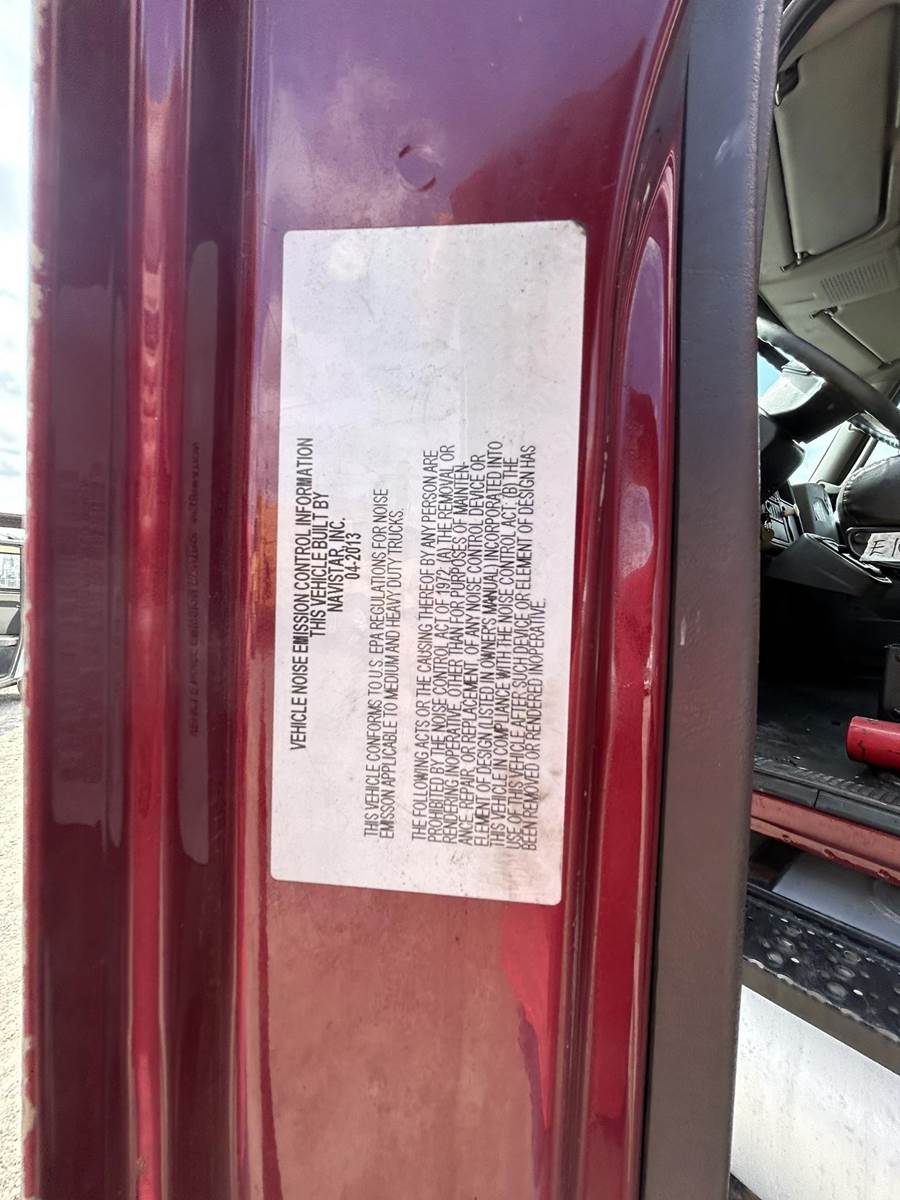 VEHICLE NOISE EMISSION CONTROL INFORMATION
THIS VEHICLE BUILT BY
NAVISTAR, INC.
04-2013
THIS VEHICLE CONFORMS TO U.S. EPA REGULATIONS FOR NOISE
EMISSON APPLICABLE TO MEDIUM AND HEAVY DUTY TRUCKS.
THE FOLLOWING ACTS OR THE CAUSING THEREOF BY ANY PERSON ARE
PROHIBITED BY THE NOISE CONTROL ACT OF 1972. (A) THE REMOVAL OR
RENDERING INOPERATIVE, OTHER THAN FOR PURPOSES OF MAINTEN-
ANCE, REPAIR, OR REPLACEMENT, OF ANY NOISE CONTROL DEVICE OR
ELEMENT OF DESIGN (LISTED IN OWNER'S MANUAL) INCORPORATED INTO
THIS VEHICLE IN COMPLIANCE WITH THE NOISE CONTROL ACT. (B) THE
USE OF THIS VEHICLE AFTER SUCH DEVICE OR ELEMENT OF DESIGN HAS
BEEN REMOVED OR RENDERED INOPERATIVE.